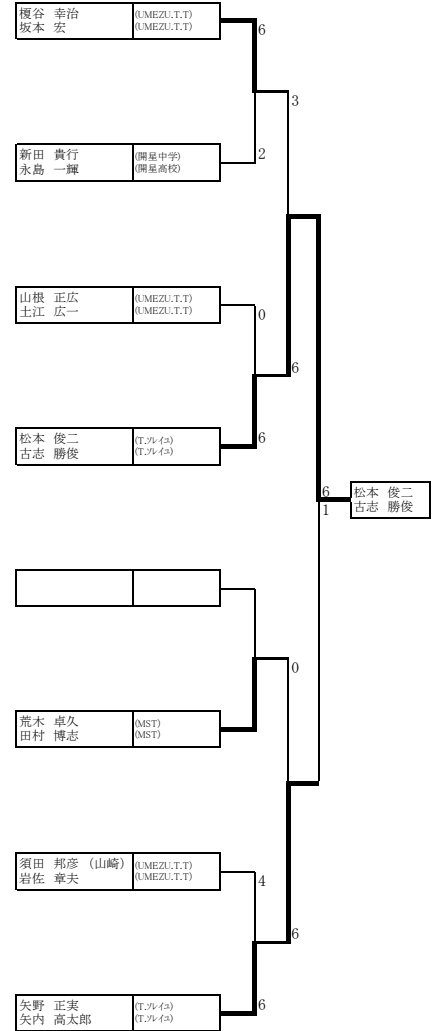 榎谷 幸治 (UMEZU.T.T)
坂本 宏 (UMEZU.T.T)
6
3
新田 貴行 (開星中学)
永島 一輝 (開星高校)
2
山根 正広 (UMEZU.T.T)
土江 広一 (UMEZU.T.T)
0
6
松本 俊二 (T.ソレイユ)
古志 勝俊 (T.ソレイユ)
6
6
1
松本 俊二
古志 勝俊
0
荒木 卓久 (MST)
田村 博志 (MST)
須田 邦彦 (山崎) (UMEZU.T.T)
岩佐 章夫 (UMEZU.T.T)
4
6
矢野 正実 (T.ソレイユ)
矢内 高太郎 (T.ソレイユ)
6